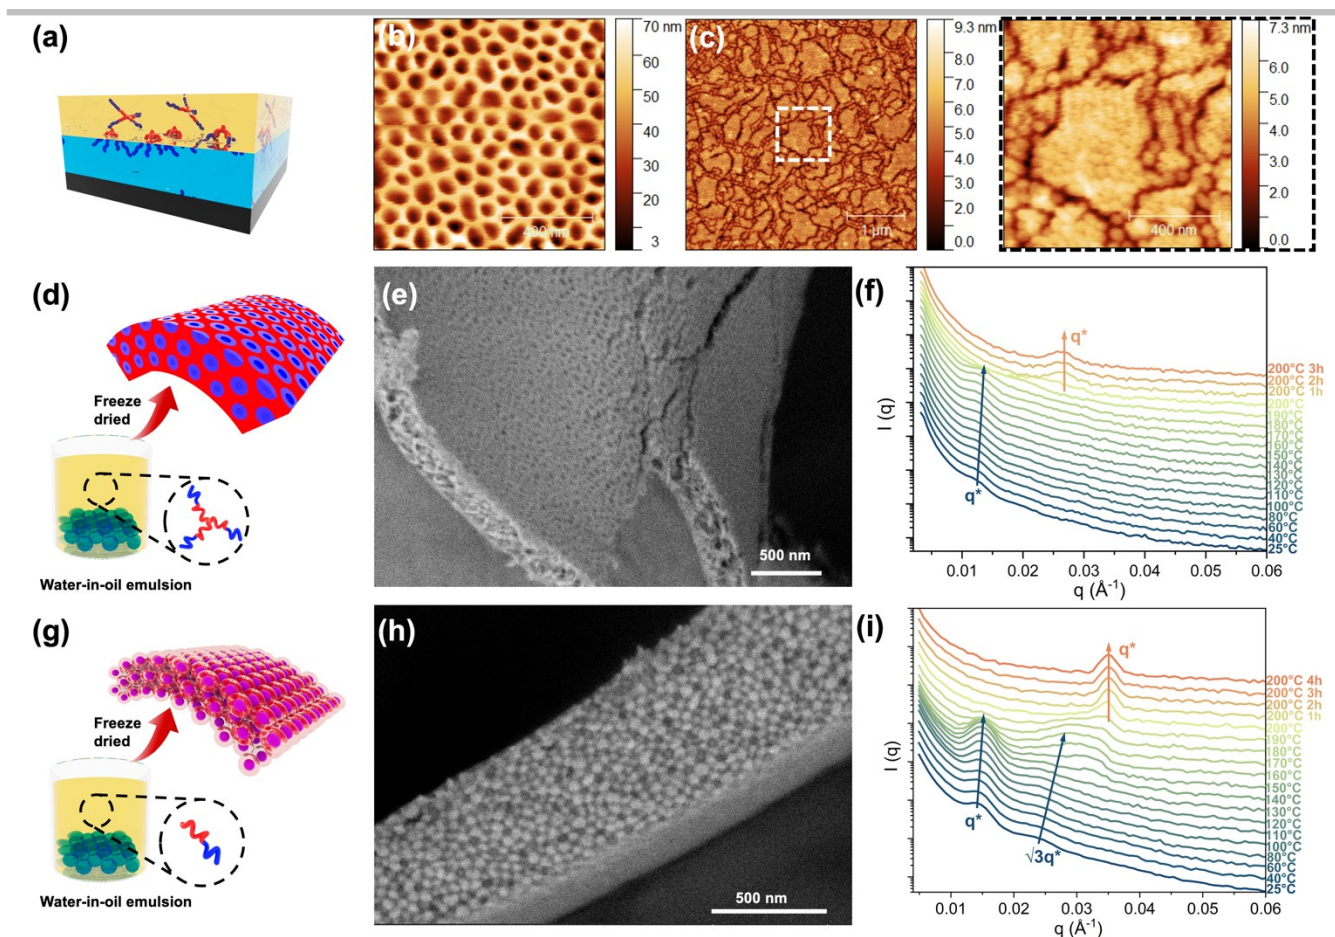 (a)
(b)
70 nm
60
50
40
30
20
3
400 nm
(c)
9.3 nm
8.0
7.0
6.0
5.0
4.0
3.0
2.0
0.0
1 µm
7.3 nm
6.0
4.0
2.0
0.0
400 nm
(d)
Freeze
dried
Water-in-oil emulsion
(e)
500 nm
(f)
q*
q*
200°C 3h
200°C 2h
200°C 1h
200°C
190°C
180°C
170°C
160°C
150°C
140°C
130°C
120°C
110°C
100°C
80°C
60°C
40°C
25°C
I (q)
0.01 0.02 0.03 0.04 0.05 0.06
q (Å⁻¹)
(g)
Freeze
dried
Water-in-oil emulsion
(h)
500 nm
(i)
q*
q*
√3q*
200°C 4h
200°C 3h
200°C 2h
200°C 1h
200°C
190°C
180°C
170°C
160°C
150°C
140°C
130°C
120°C
110°C
100°C
80°C
60°C
40°C
25°C
I (q)
0.01 0.02 0.03 0.04 0.05 0.06
q (Å⁻¹)